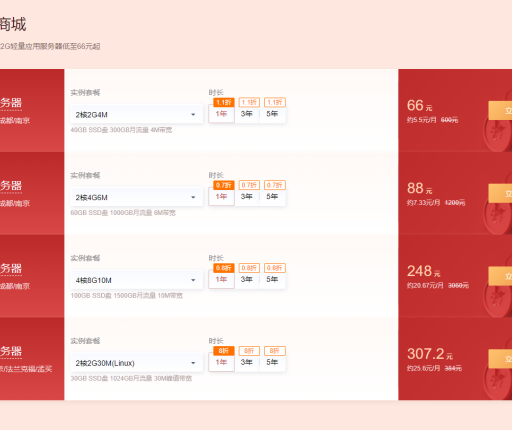 商城
2G轻量应用服务器低至66元起
务器
成都/南京
实例套餐
时长
1.1折 1.1折 1.1折
2核2G4M
1年 3年 5年
40GB SSD盘 300GB月流量 4M带宽
66 元
约5.5元/月 600元
立
务器
成都/南京
实例套餐
时长
0.7折 0.7折 0.7折
2核4G6M
1年 3年 5年
60GB SSD盘 1000GB月流量 6M带宽
88 元
约7.33元/月 1200元
立
务器
成都/南京
实例套餐
时长
0.8折 0.8折 0.8折
4核8G10M
1年 3年 5年
100GB SSD盘 1500GB月流量 10M带宽
248 元
约20.67元/月 3060元
立
务器
/法兰克福/孟买
实例套餐
时长
8折 8折 8折
2核2G30M(Linux)
1年 3年 5年
30GB SSD盘 1024GB月流量 30M峰值带宽
307.2 元
约25.6元/月 384元
立